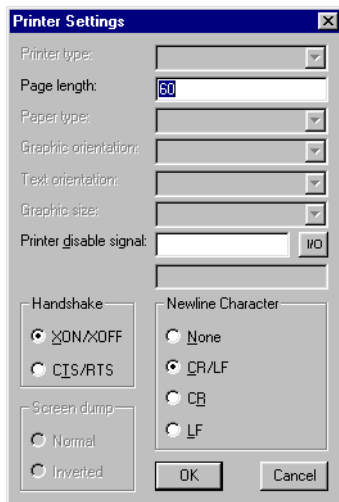 Printer Settings
Printer type:
Page length: 60
Paper type:
Graphic orientation:
Text orientation:
Graphic size:
Printer disable signal: I/O
Handshake
XON/XOFF
CTS/RTS
Screen dump
Normal
Inverted
Newline Character
None
CR/LF
CR
LF
OK Cancel